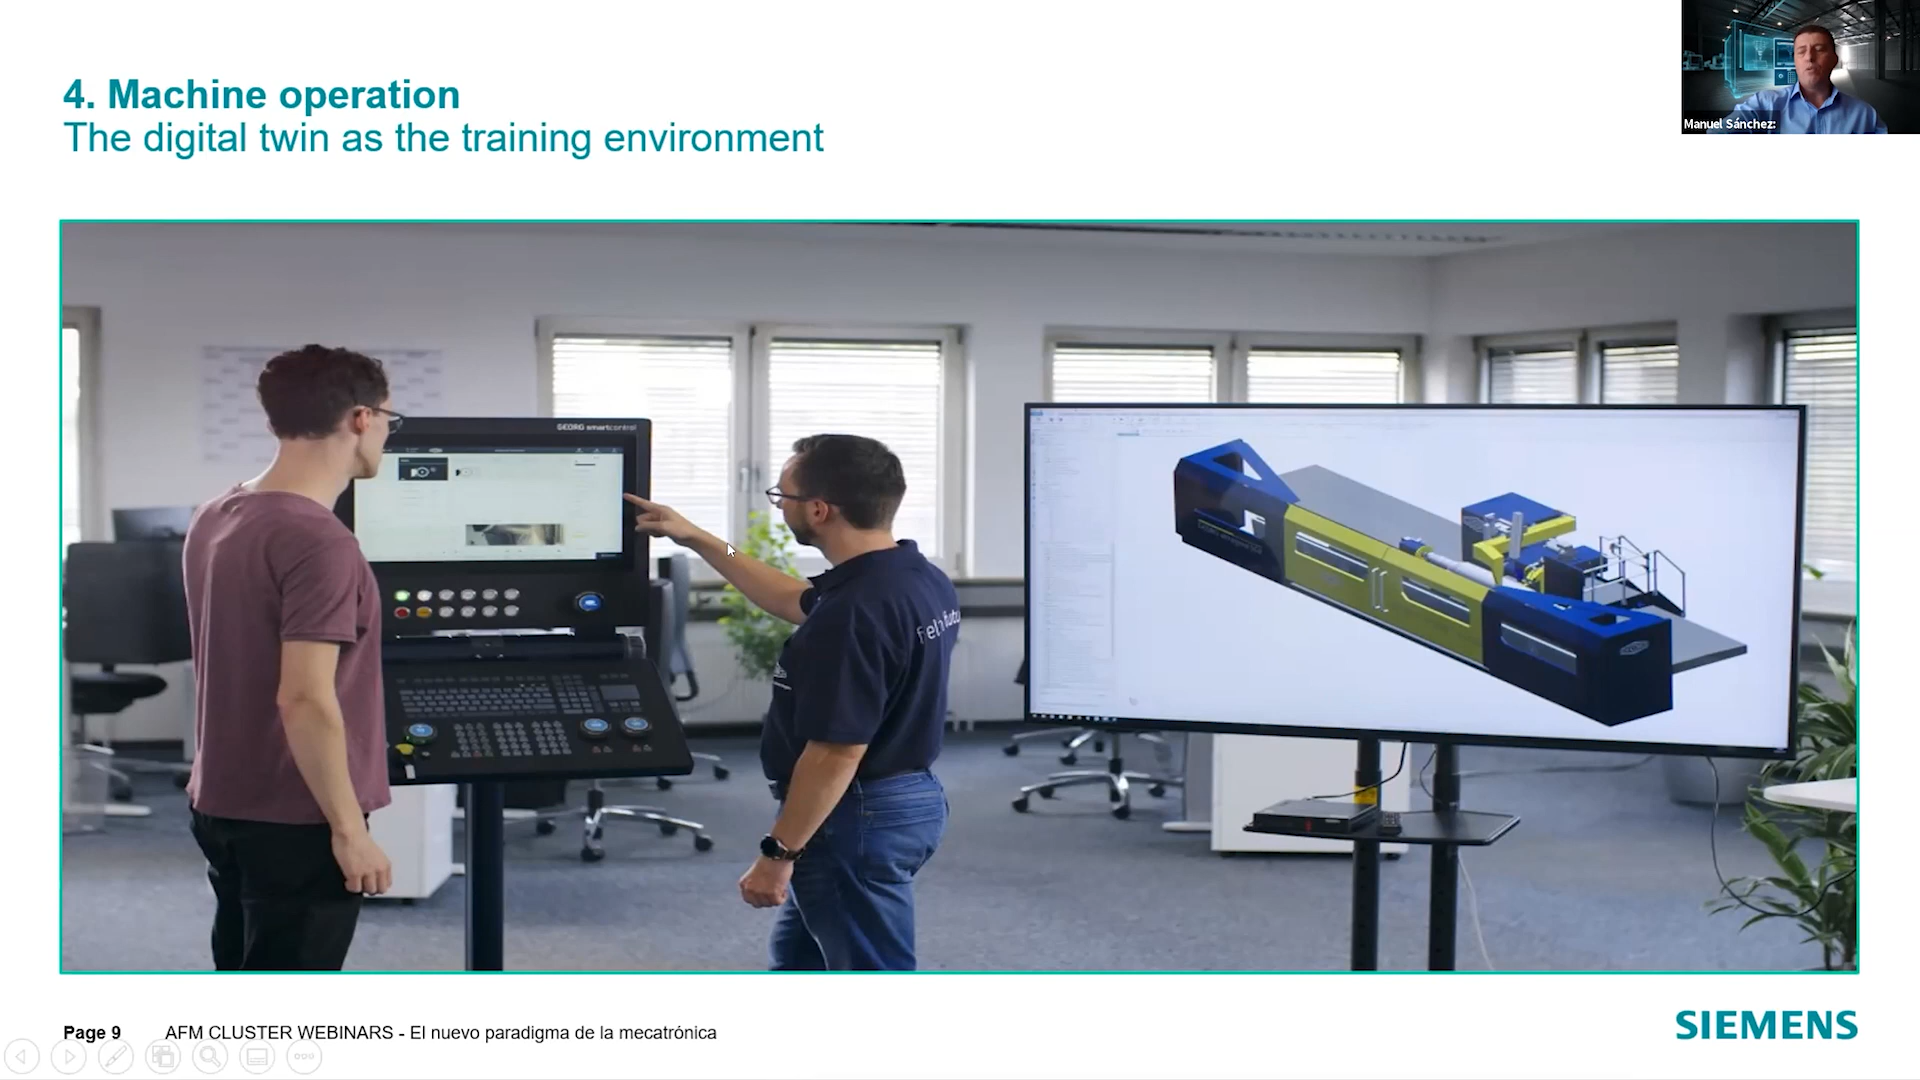 4. Machine operation
The digital twin as the training environment
Manuel Sánchez:
GEORG smartcontrol
Page 9 AFM CLUSTER WEBINARS - El nuevo paradigma de la mecatrónica
SIEMENS